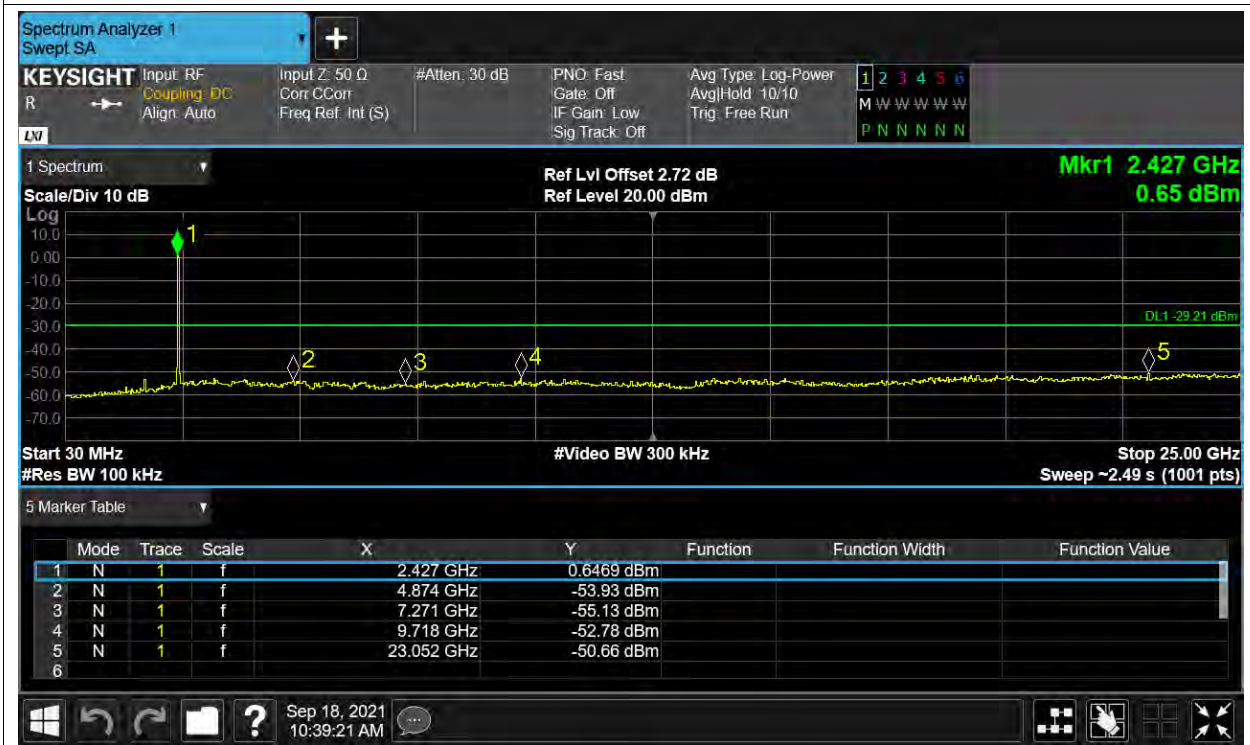 Spectrum Analyzer 1
Swept SA
+
KEYSIGHT Input: RF Input Z: 50 Ω #Atten: 30 dB PNO: Fast Avg Type: Log-Power 1 2 3 4 5 6
R Coupling: DC Corr CCorr Gate: Off Avg|Hold: 10/10 M W W W W W
Align: Auto Freq Ref: Int (S) IF Gain: Low Trig: Free Run
LXI Sig Track: Off P N N N N N
1 Spectrum Ref Lvl Offset 2.72 dB Mkr1 2.427 GHz
Scale/Div 10 dB Ref Level 20.00 dBm 0.65 dBm
Log
10.0 1
0.00
-10.0
-20.0
DL1 -29.21 dBm
-30.0
-40.0
2 3 4 5
-50.0
-60.0
-70.0
Start 30 MHz #Video BW 300 kHz Stop 25.00 GHz
#Res BW 100 kHz Sweep ~2.49 s (1001 pts)
5 Marker Table
Mode Trace Scale X Y Function Function Width Function Value
1 N 1 f 2.427 GHz 0.6469 dBm
2 N 1 f 4.874 GHz -53.93 dBm
3 N 1 f 7.271 GHz -55.13 dBm
4 N 1 f 9.718 GHz -52.78 dBm
5 N 1 f 23.052 GHz -50.66 dBm
6
? Sep 18, 2021
10:39:21 AM